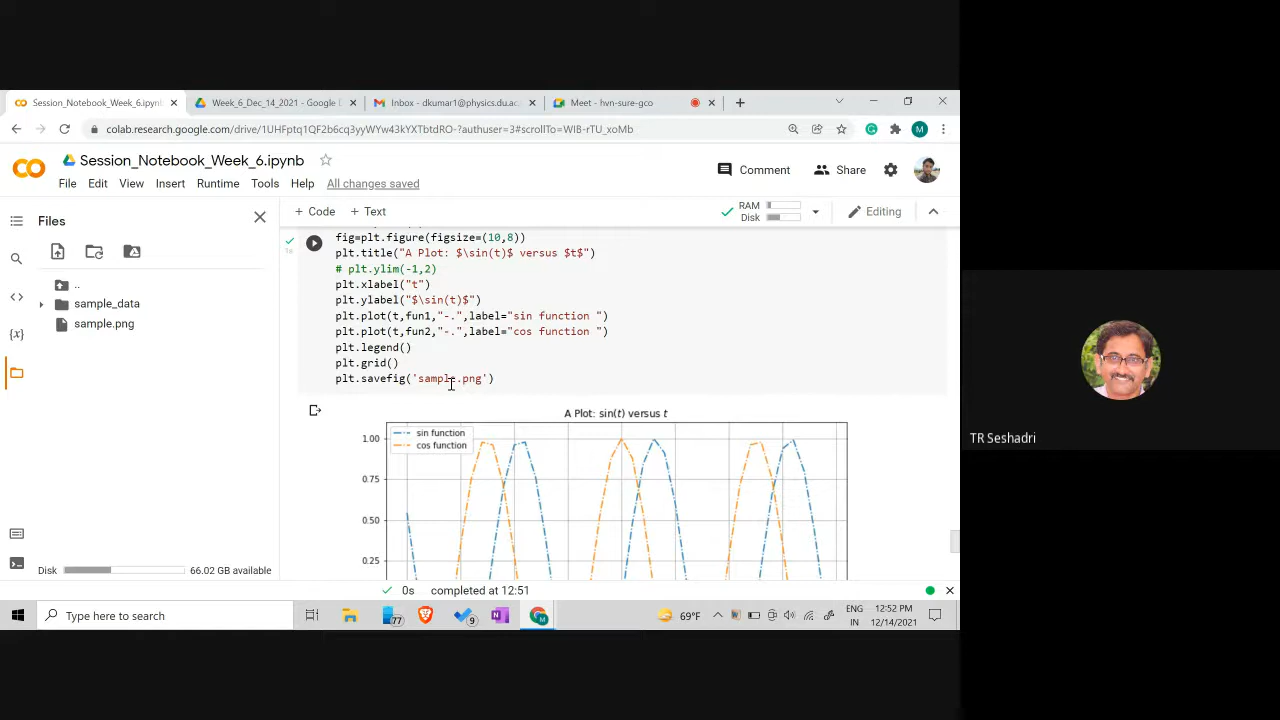 Session_Notebook_Week_6.ipynb
Week_6_Dec_14_2021 - Google D
Inbox - dkumar1@physics.du.ac.
Meet - hvn-sure-gco
colab.research.google.com/drive/1UHFptq1QF2b6cq3yyWYw43kYXTbtdRO-?authuser=3#scrollTo=WIB-rTU_xoMb
M
Session_Notebook_Week_6.ipynb
File Edit View Insert Runtime Tools Help All changes saved
Comment Share
Files
+ Code + Text
RAM
Disk
Editing
..
sample_data
sample.png
{x}
1s
fig=plt.figure(figsize=(10,8))
plt.title("A Plot: $\sin(t)$ versus $t$")
# plt.ylim(-1,2)
plt.xlabel("t")
plt.ylabel("$\sin(t)$")
plt.plot(t,fun1,"-.",label="sin function ")
plt.plot(t,fun2,"-.",label="cos function ")
plt.legend()
plt.grid()
plt.savefig('sample.png')
A Plot: sin(t) versus t
sin function
cos function
1.00
0.75
0.50
0.25
Disk 66.02 GB available
0s completed at 12:51
Type here to search
77
9
69°F
ENG
IN
12:52 PM
12/14/2021
TR Seshadri